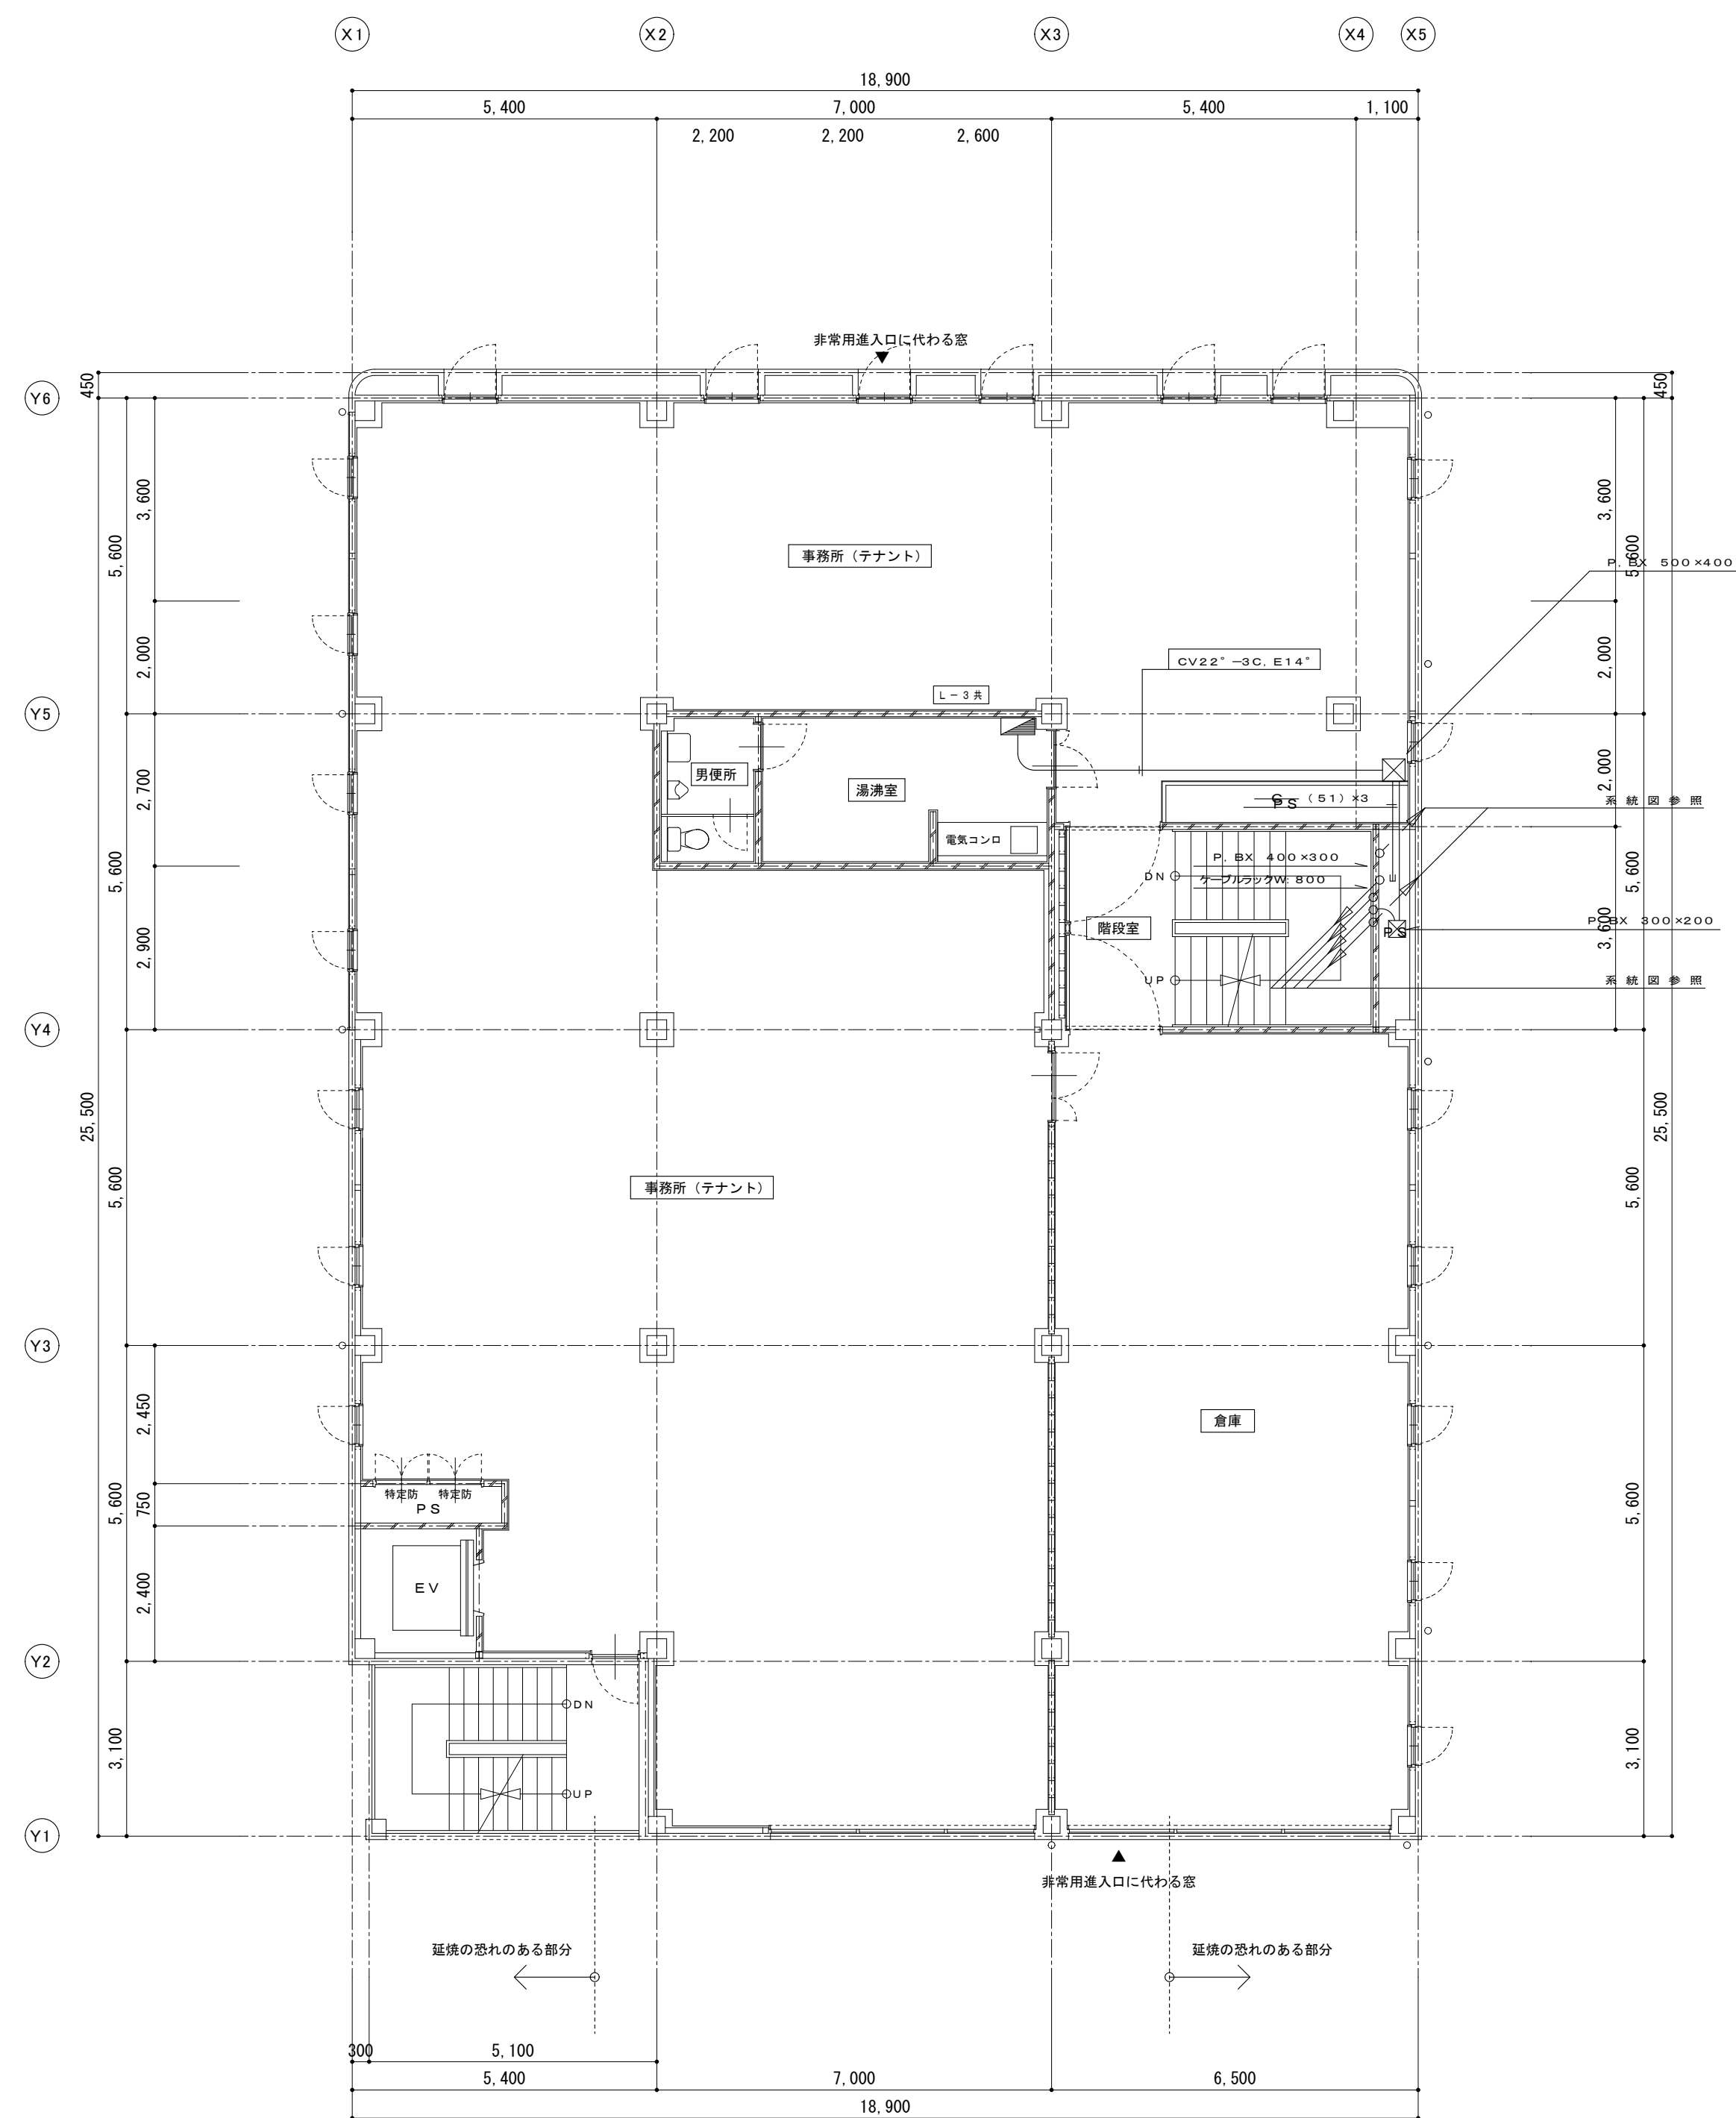 X1
X2
X3
X4
X5
18,900
5,400
7,000
5,400
1,100
2,200
2,200
2,600
非常用進入口に代わる窓
450
450
Y6
3,600
5,600
3,600
5,600
P.BX 500×400
事務所（テナント）
2,000
2,000
CV22°-3C, E14°
L－3共
Y5
男便所
湯沸室
2,700
2,000
PS
(51)×3
系統図参照
電気コンロ
5,600
5,600
P.BX 400×300
DN
ケーブルラックW:800
階段室
P.BX 300×200
PS
2,900
3,600
UP
系統図参照
Y4
25,500
25,500
5,600
5,600
事務所（テナント）
Y3
2,450
倉庫
特定防
特定防
PS
5,600
750
5,600
EV
2,400
Y2
DN
3,100
3,100
UP
Y1
非常用進入口に代わる窓
延焼の恐れのある部分
延焼の恐れのある部分
300
5,100
5,400
7,000
6,500
18,900